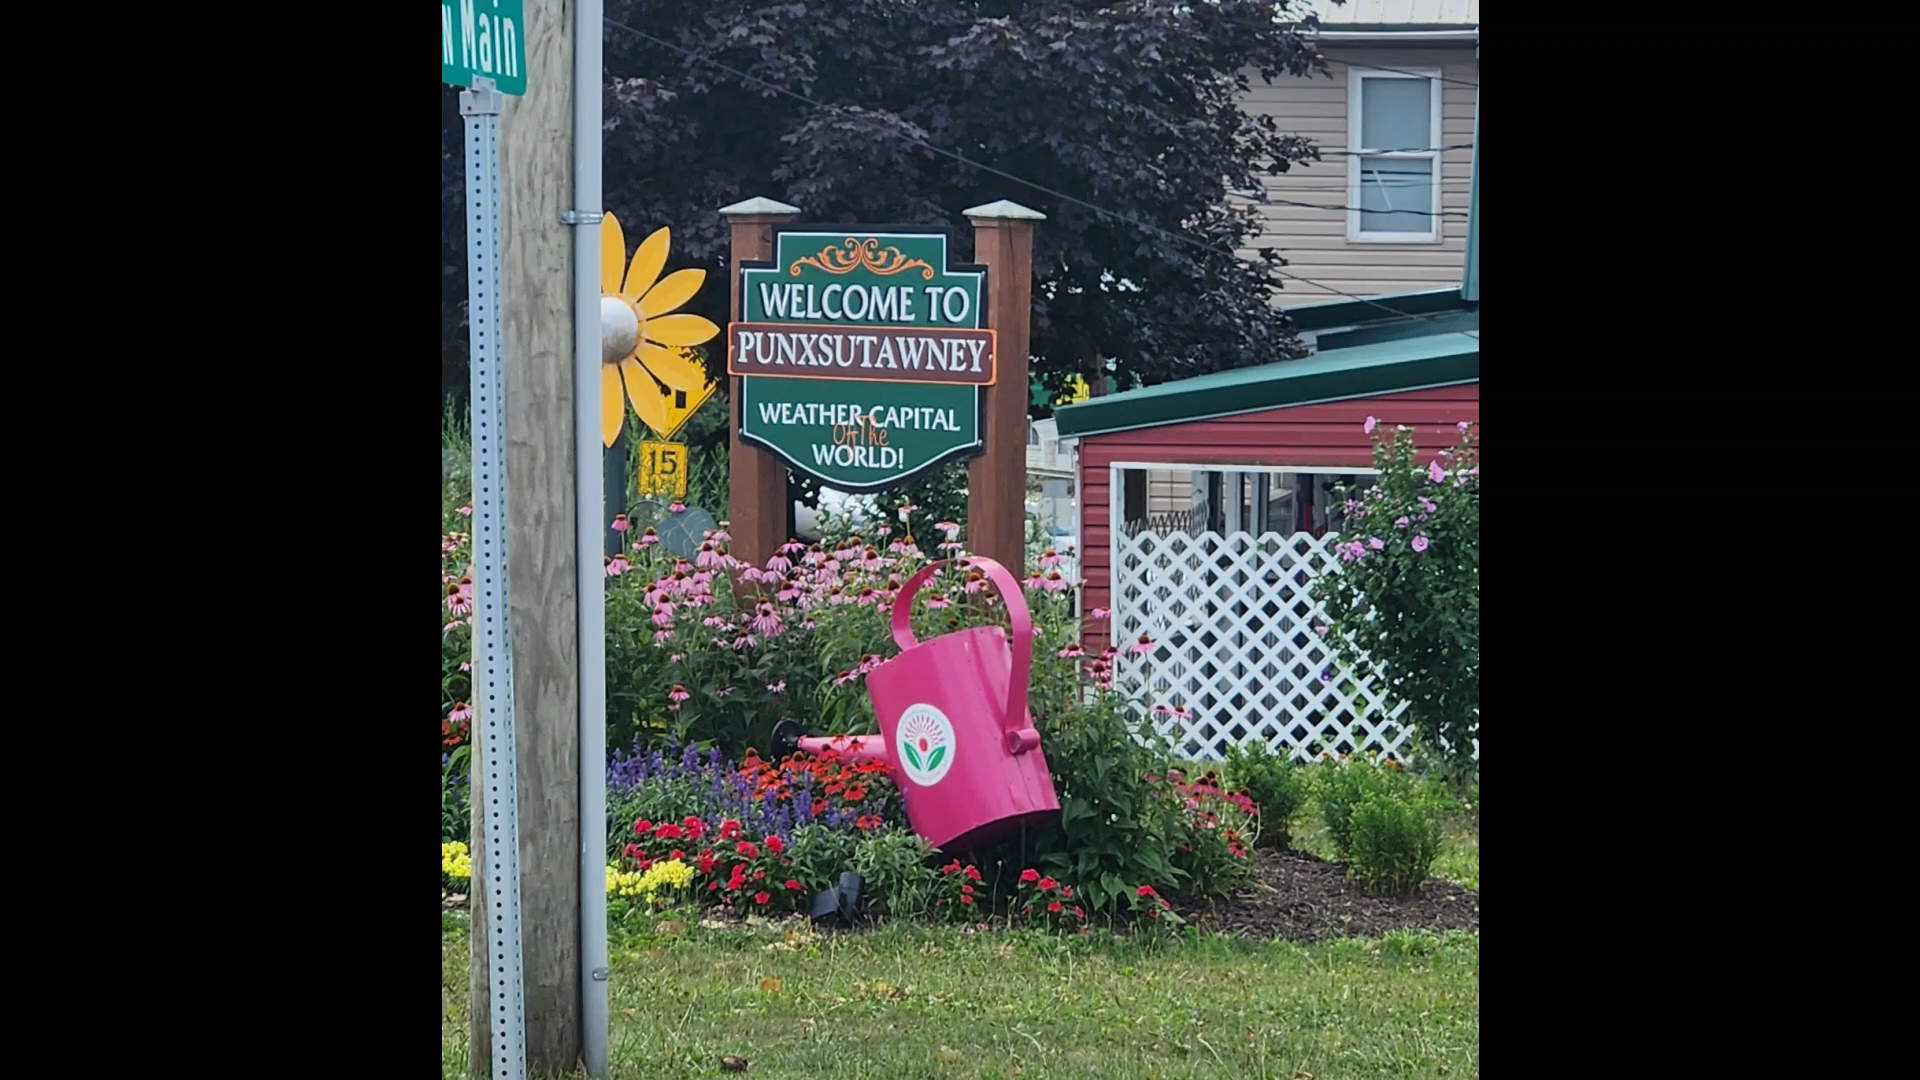 N Main
WELCOME TO
PUNXSUTAWNEY
WEATHER CAPITAL
Of The
WORLD!
15